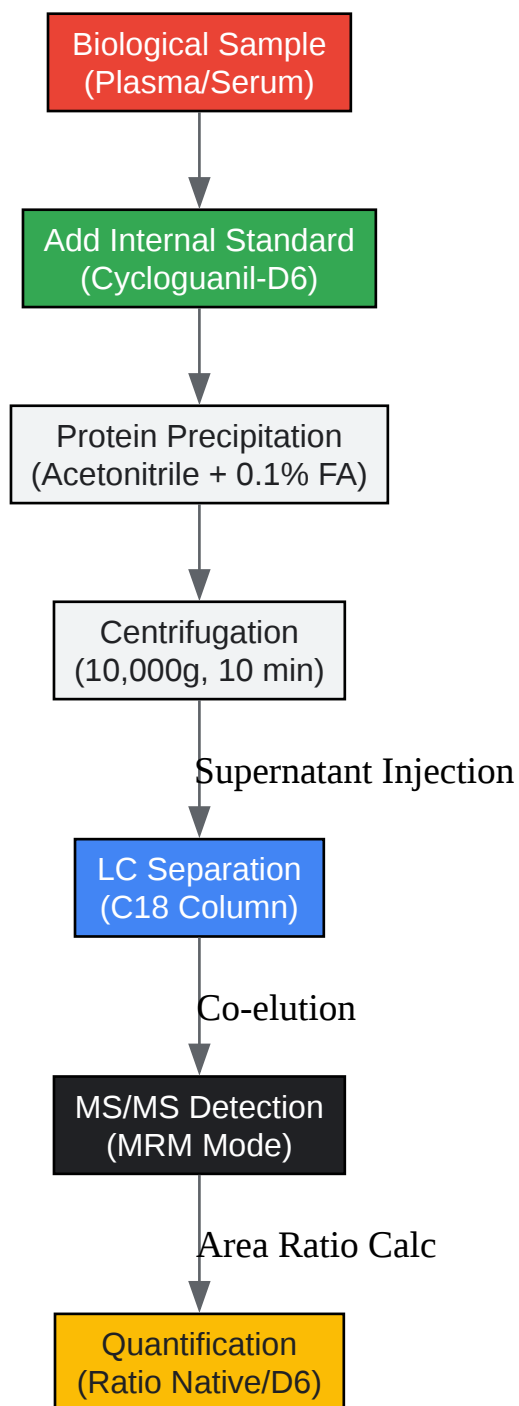 Biological Sample
(Plasma/Serum)
Add Internal Standard
(Cycloguanil-D6)
Protein Precipitation
(Acetonitrile + 0.1% FA)
Centrifugation
(10,000g, 10 min)
Supernatant Injection
LC Separation
(C18 Column)
Co-elution
MS/MS Detection
(MRM Mode)
Area Ratio Calc
Quantification
(Ratio Native/D6)